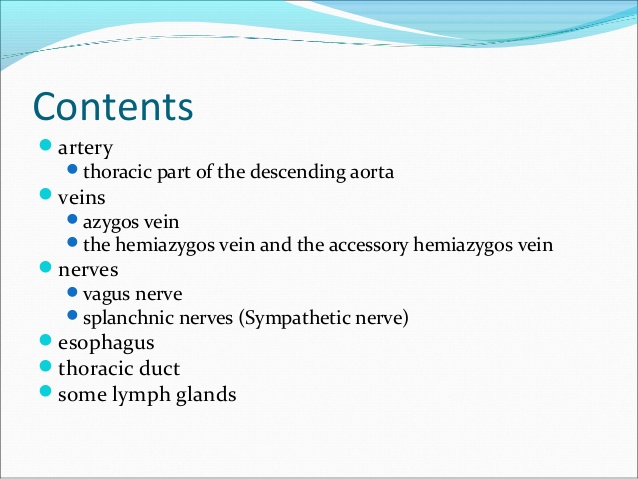 Contents
artery
thoracic part of the descending aorta
veins
azygos vein
the hemiazygos vein and the accessory hemiazygos vein
nerves
vagus nerve
splanchnic nerves (Sympathetic nerve)
esophagus
thoracic duct
some lymph glands